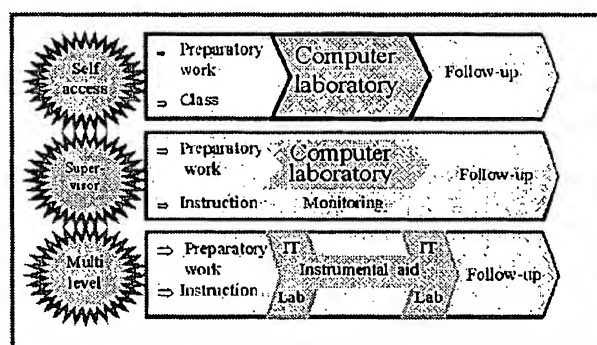 Self access
⇒ Preparatory work
⇒ Class
Computer laboratory
Follow-up
Super-visor
⇒ Preparatory work
⇒ Instruction
Computer laboratory
Monitoring
Follow-up
Multi level
⇒ Preparatory work
⇒ Instruction
IT
Lab
Instrumental aid
IT
Lab
Follow-up